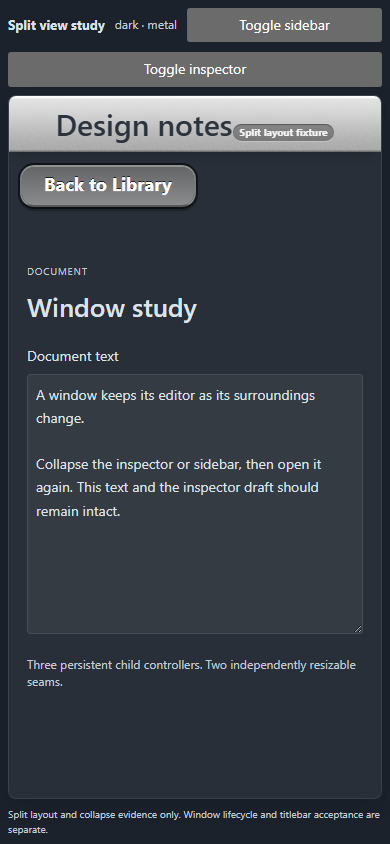 Split view study dark · metal Toggle sidebar
Toggle inspector
Design notes Split layout fixture
Back to Library
DOCUMENT
Window study
Document text
A window keeps its editor as its surroundings
change.
Collapse the inspector or sidebar, then open it
again. This text and the inspector draft should
remain intact.
Three persistent child controllers. Two independently resizable
seams.
Split layout and collapse evidence only. Window lifecycle and titlebar acceptance are
separate.